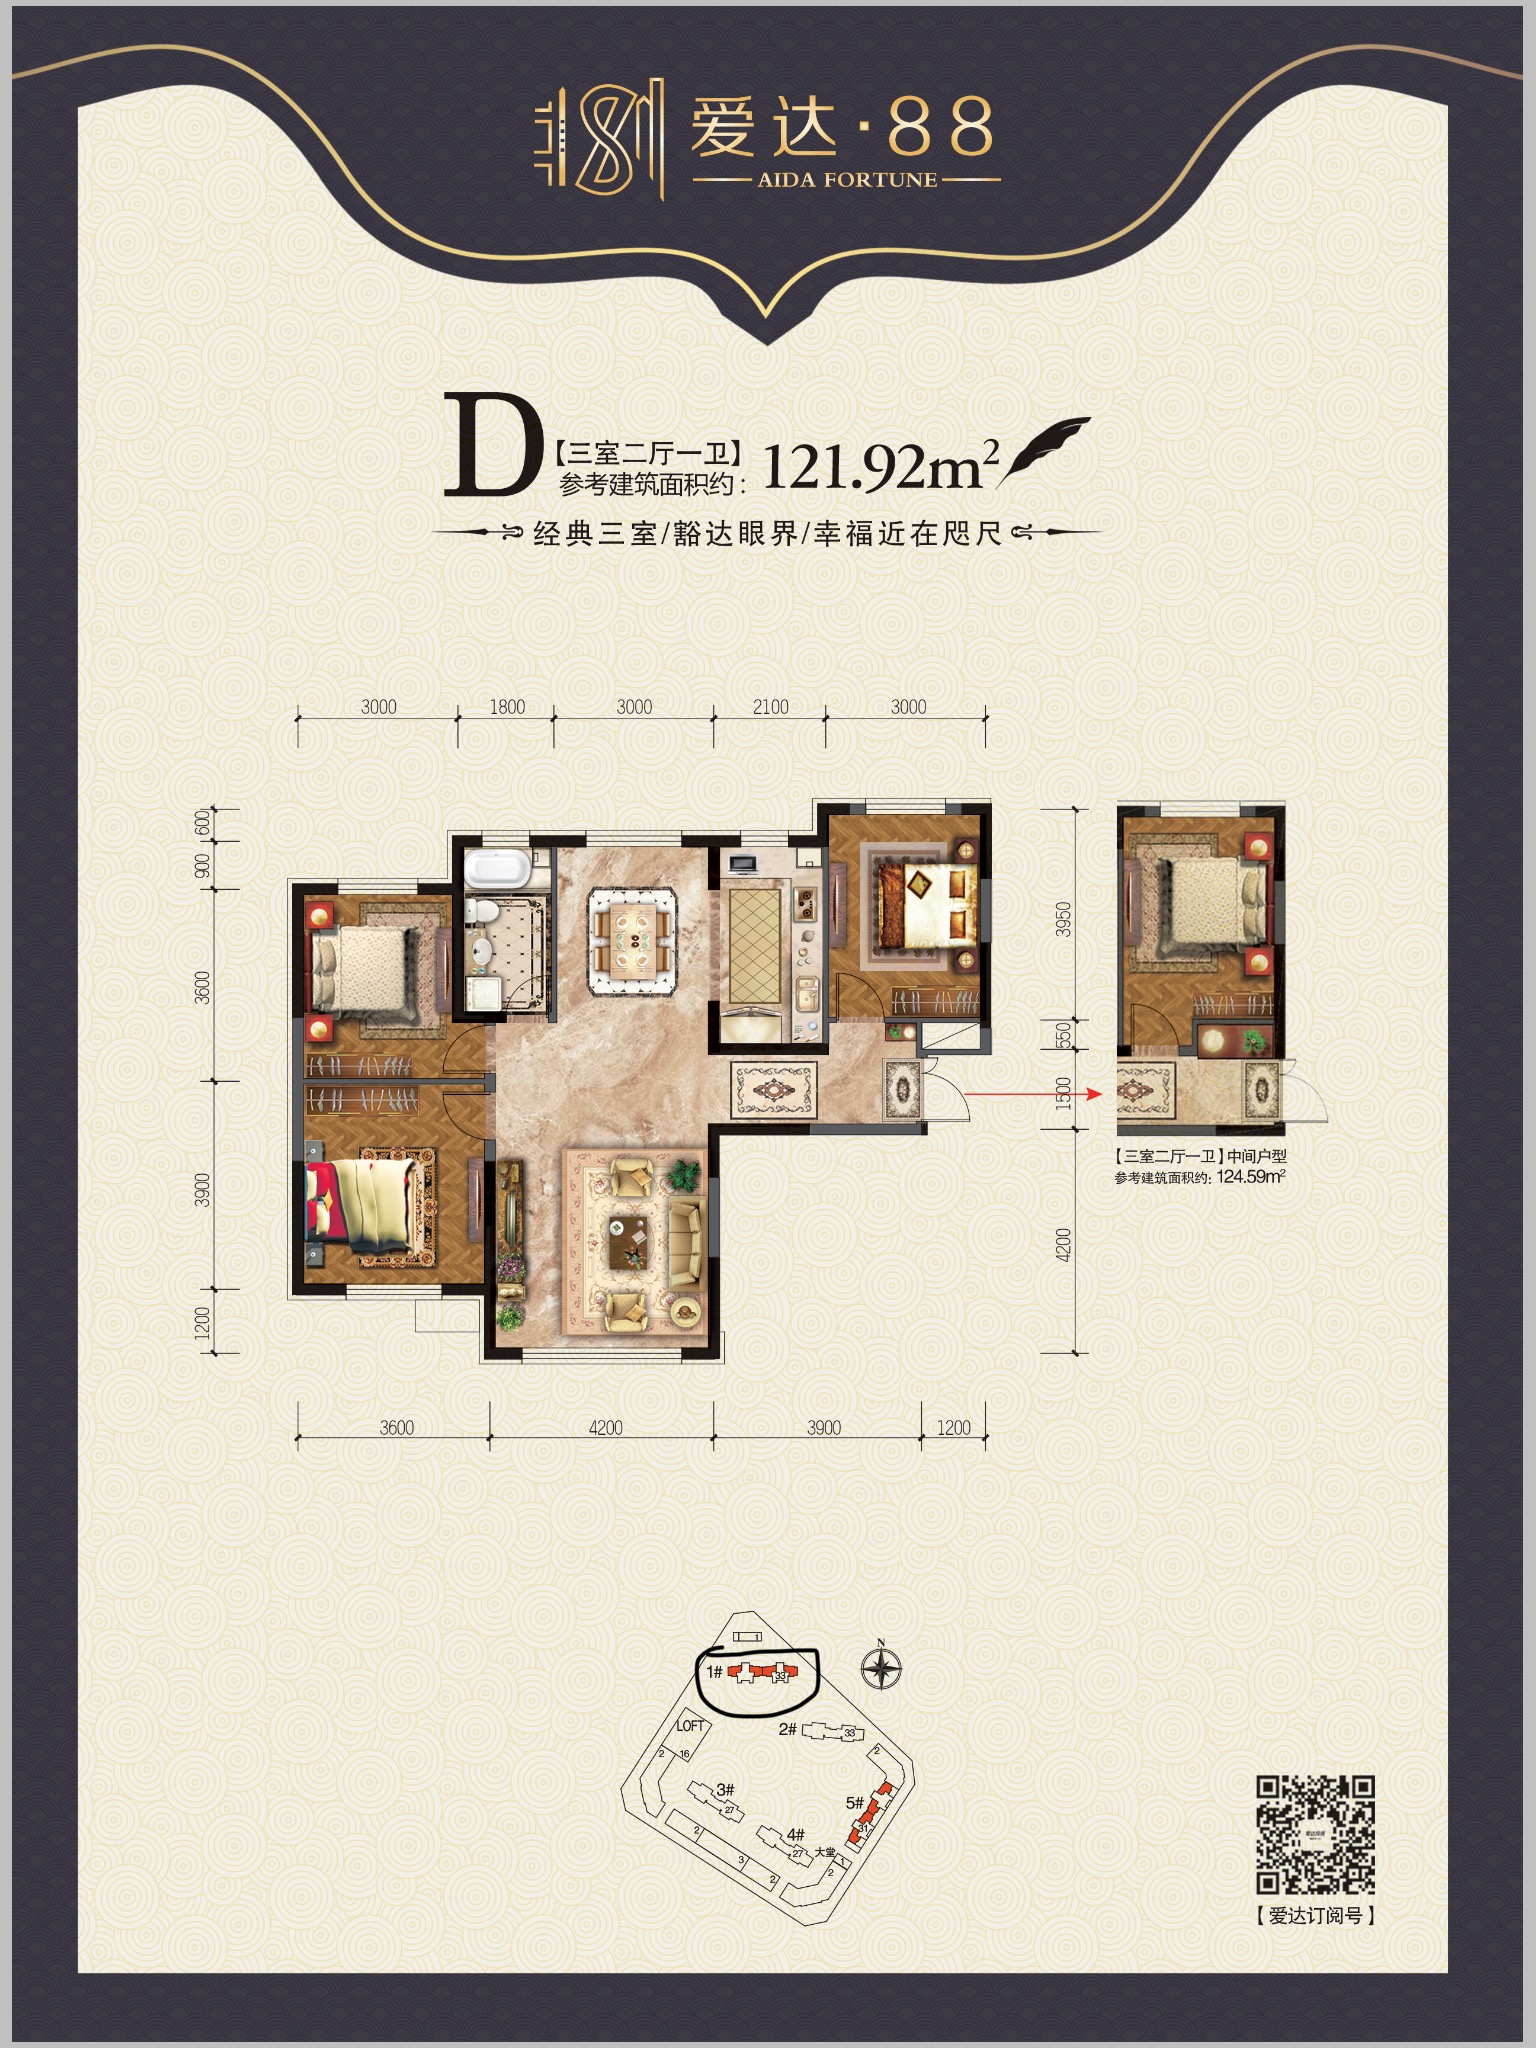 爱达·88
AIDA FORTUNE
D
【三室二厅一卫】
参考建筑面积约：
121.92m²
经典三室/豁达眼界/幸福近在咫尺
3000 1800 3000 2100 3000
600
900
3600
3900
1200
3950
550
1500
4200
【三室二厅一卫】中间户型
参考建筑面积约：124.59m²
3600 4200 3900 1200
N
1
1# 33
LOFT
2 16
2# 33
2
3# 27
5# 31
4# 27
大堂 1
2
2
3
2
【爱达订阅号】